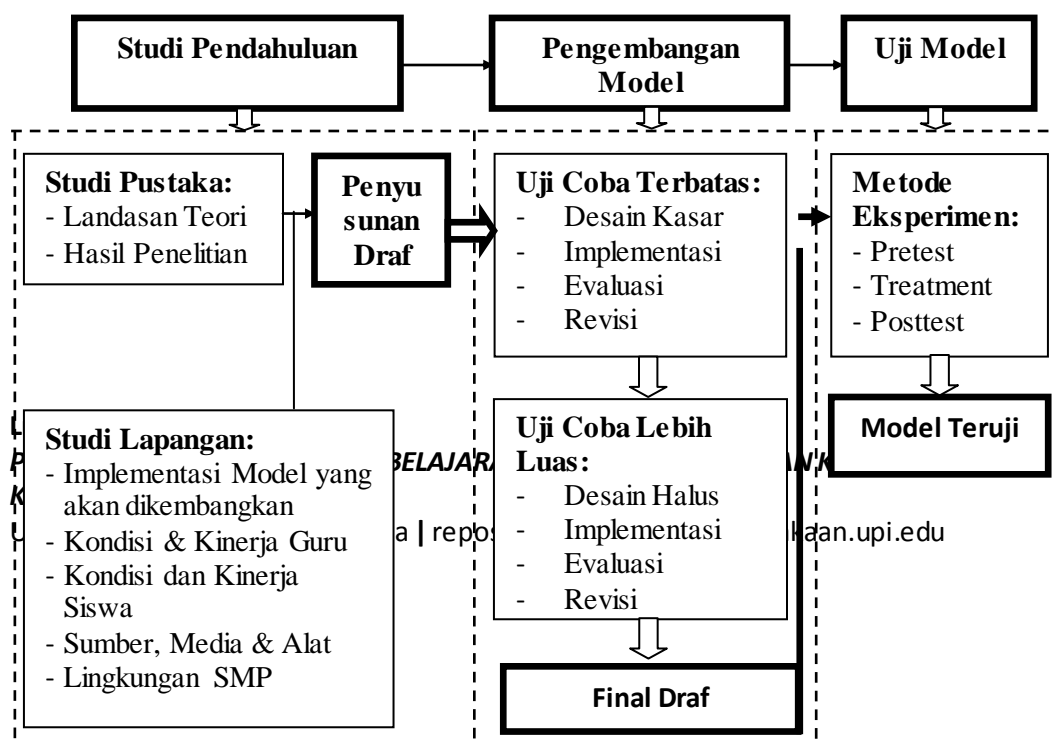 Studi Pendahuluan
Pengembangan
Model
Uji Model
Studi Pustaka:
- Landasan Teori
- Hasil Penelitian
Penyu
sunan
Draf
Uji Coba Terbatas:
- Desain Kasar
- Implementasi
- Evaluasi
- Revisi
Metode
Eksperimen:
- Pretest
- Treatment
- Posttest
Studi Lapangan:
- Implementasi Model yang
akan dikembangkan
- Kondisi & Kinerja Guru
- Kondisi dan Kinerja
Siswa
- Sumber, Media & Alat
- Lingkungan SMP
Uji Coba Lebih
Luas:
- Desain Halus
- Implementasi
- Evaluasi
- Revisi
Model Teruji
Final Draf